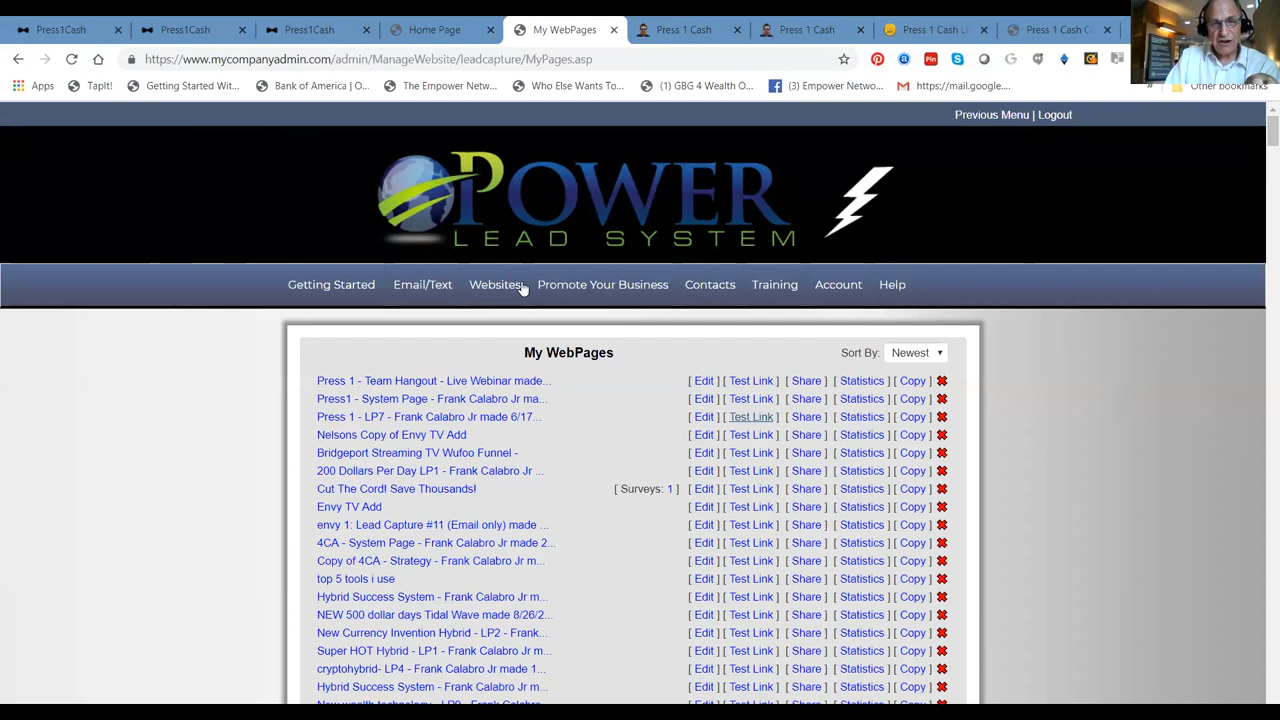 Press1Cash
Press1Cash
Press1Cash
Home Page
My WebPages
Press 1 Cash
Press 1 Cash
Press 1 Cash Li
Press 1 Cash
https://www.mycompanyadmin.com/admin/ManageWebsiteLeadcapture/MyPages.asp
Apps TapIt! Getting Started Wit... Bank of America | O... The Empower Netw... Who Else Wants To... (1) GBG 4 Wealth O... (3) Empower Netwo... https://mail.google.... » Other bookmarks
Previous Menu | Logout
POWER
LEAD SYSTEM
Getting Started Email/Text Websites Promote Your Business Contacts Training Account Help
My WebPages Sort By: Newest
Press 1 - Team Hangout - Live Webinar made... [ Edit ] [ Test Link ] [ Share ] [ Statistics ] [ Copy ]
Press1 - System Page - Frank Calabro Jr ma... [ Edit ] [ Test Link ] [ Share ] [ Statistics ] [ Copy ]
Press 1 - LP7 - Frank Calabro Jr made 6/17... [ Edit ] [ Test Link ] [ Share ] [ Statistics ] [ Copy ]
Nelsons Copy of Envy TV Add [ Edit ] [ Test Link ] [ Share ] [ Statistics ] [ Copy ]
Bridgeport Streaming TV Wufoo Funnel - [ Edit ] [ Test Link ] [ Share ] [ Statistics ] [ Copy ]
200 Dollars Per Day LP1 - Frank Calabro Jr ... [ Edit ] [ Test Link ] [ Share ] [ Statistics ] [ Copy ]
Cut The Cord! Save Thousands! [ Surveys: 1 ] [ Edit ] [ Test Link ] [ Share ] [ Statistics ] [ Copy ]
Envy TV Add [ Edit ] [ Test Link ] [ Share ] [ Statistics ] [ Copy ]
envy 1: Lead Capture #11 (Email only) made ... [ Edit ] [ Test Link ] [ Share ] [ Statistics ] [ Copy ]
4CA - System Page - Frank Calabro Jr made 2... [ Edit ] [ Test Link ] [ Share ] [ Statistics ] [ Copy ]
Copy of 4CA - Strategy - Frank Calabro Jr m... [ Edit ] [ Test Link ] [ Share ] [ Statistics ] [ Copy ]
top 5 tools i use [ Edit ] [ Test Link ] [ Share ] [ Statistics ] [ Copy ]
Hybrid Success System - Frank Calabro Jr m... [ Edit ] [ Test Link ] [ Share ] [ Statistics ] [ Copy ]
NEW 500 dollar days Tidal Wave made 8/26/2... [ Edit ] [ Test Link ] [ Share ] [ Statistics ] [ Copy ]
New Currency Invention Hybrid - LP2 - Frank... [ Edit ] [ Test Link ] [ Share ] [ Statistics ] [ Copy ]
Super HOT Hybrid - LP1 - Frank Calabro Jr m... [ Edit ] [ Test Link ] [ Share ] [ Statistics ] [ Copy ]
cryptohybrid- LP4 - Frank Calabro Jr made 1... [ Edit ] [ Test Link ] [ Share ] [ Statistics ] [ Copy ]
Hybrid Success System - Frank Calabro Jr m... [ Edit ] [ Test Link ] [ Share ] [ Statistics ] [ Copy ]